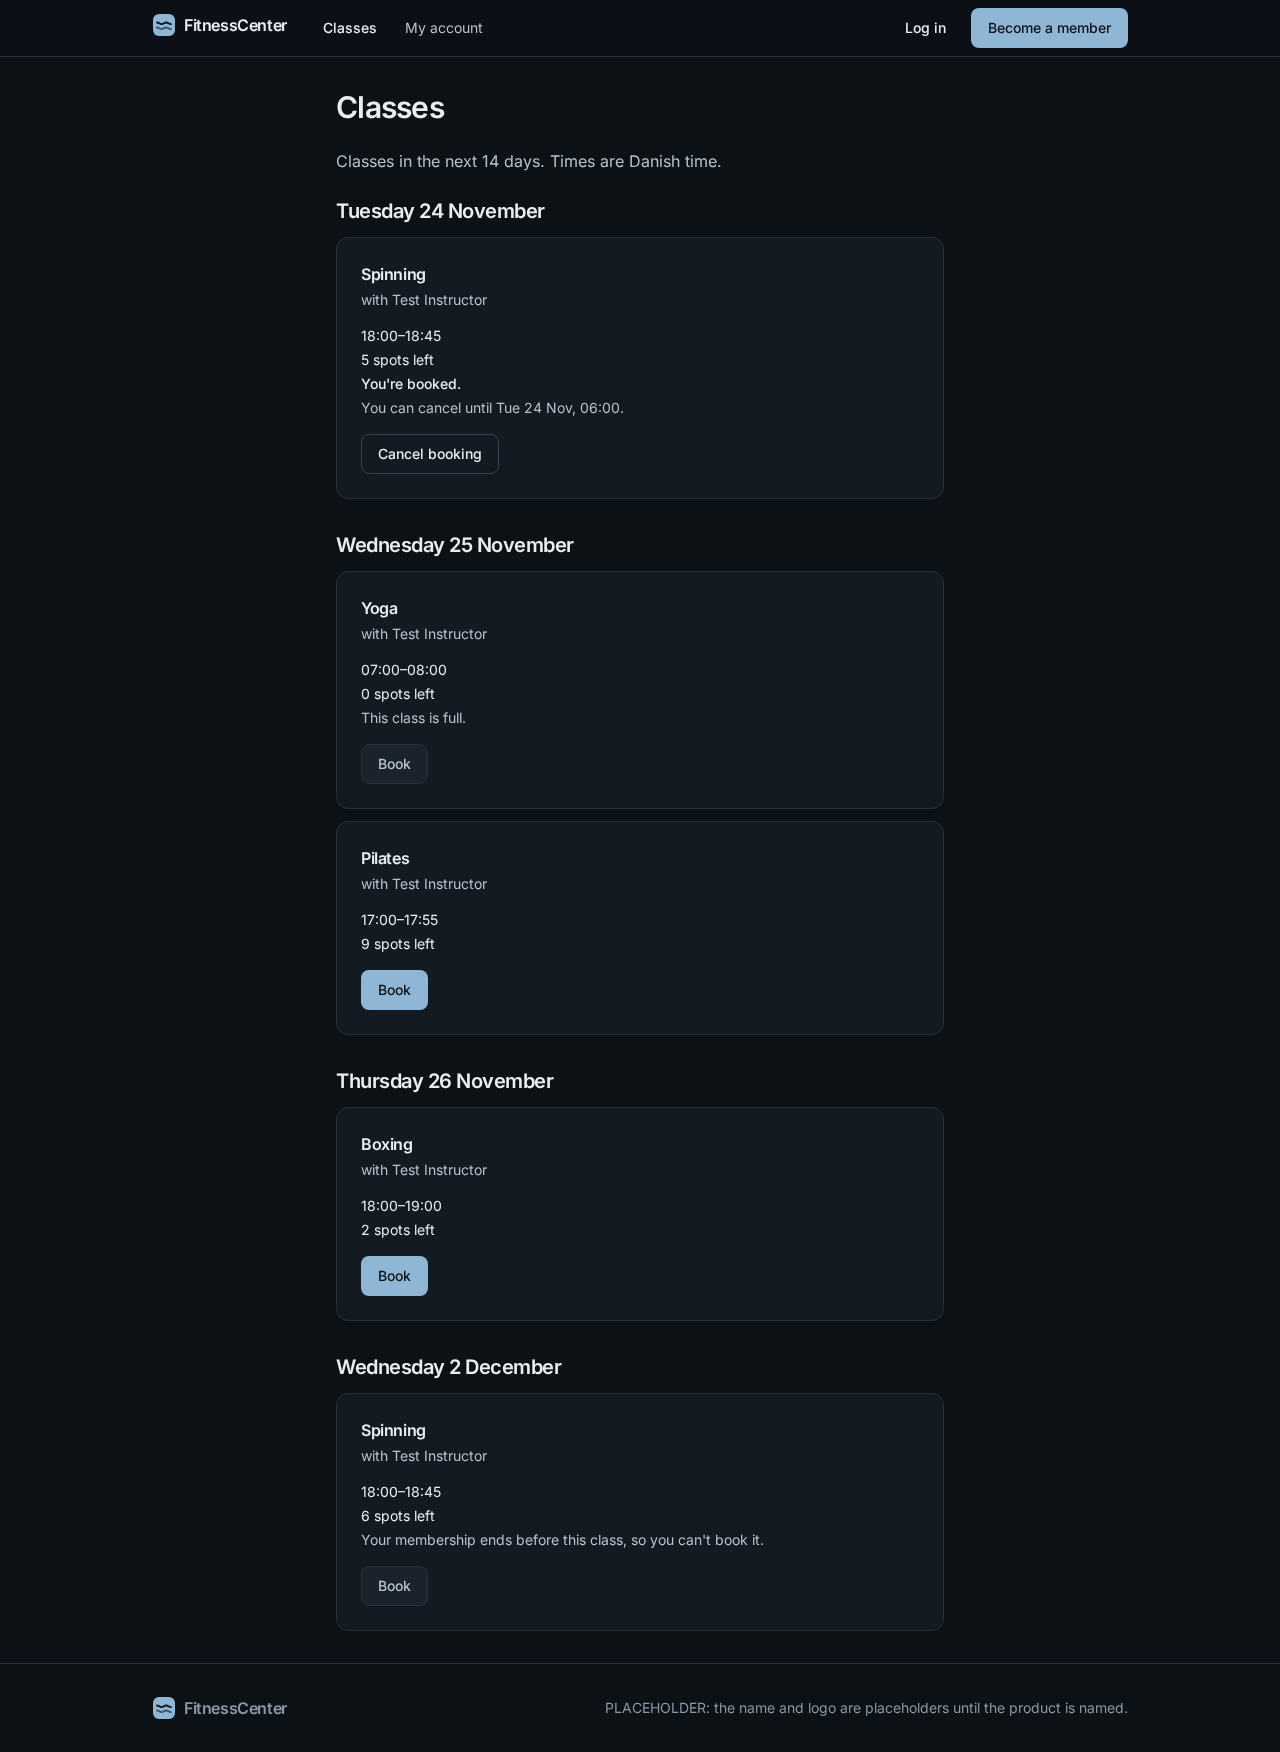 FitnessCenter Classes My account Log in Become a member
Classes
Classes in the next 14 days. Times are Danish time.
Tuesday 24 November
Spinning
with Test Instructor
18:00–18:45
5 spots left
You're booked.
You can cancel until Tue 24 Nov, 06:00.
Cancel booking
Wednesday 25 November
Yoga
with Test Instructor
07:00–08:00
0 spots left
This class is full.
Book
Pilates
with Test Instructor
17:00–17:55
9 spots left
Book
Thursday 26 November
Boxing
with Test Instructor
18:00–19:00
2 spots left
Book
Wednesday 2 December
Spinning
with Test Instructor
18:00–18:45
6 spots left
Your membership ends before this class, so you can't book it.
Book
FitnessCenter PLACEHOLDER: the name and logo are placeholders until the product is named.